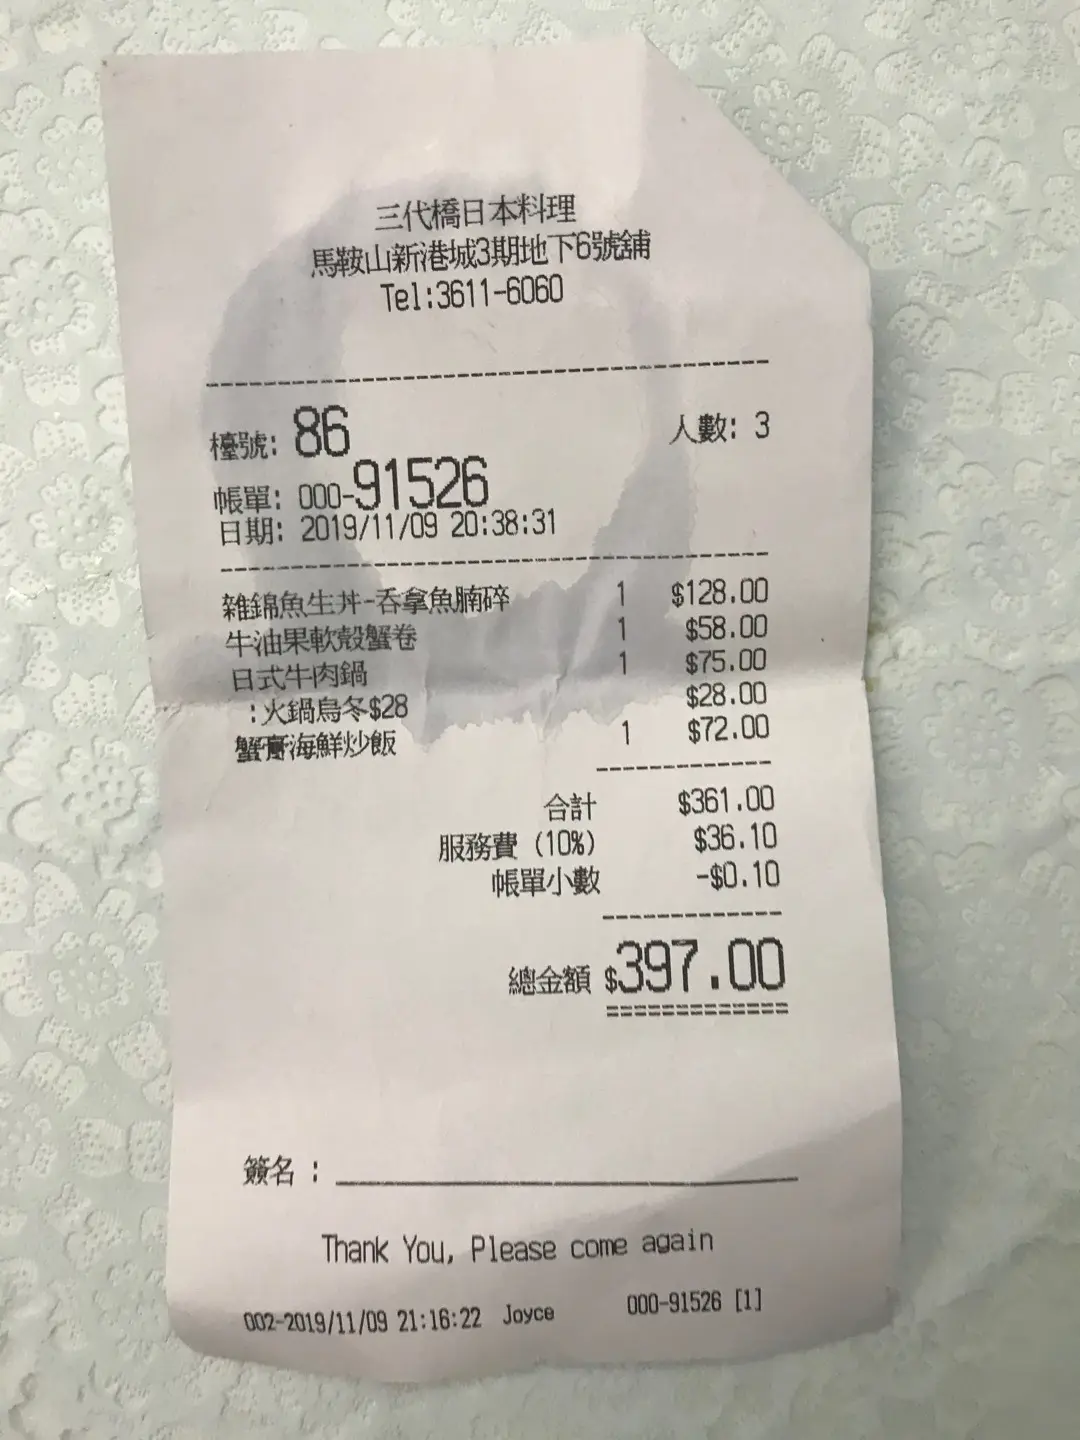 三代橋日本料理
馬鞍山新港城3期地下6號舖
Tel:3611-6060
檯號: 86 人數: 3
帳單: 000-91526
日期: 2019/11/09 20:38:31
雜錦魚生丼-吞拿魚腩碎 1 $128.00
牛油果軟殼蟹卷 1 $58.00
日式牛肉鍋 1 $75.00
:火鍋烏冬$28 $28.00
蟹膏海鮮炒飯 1 $72.00
合計 $361.00
服務費 (10%) $36.10
帳單小數 -$0.10
總金額 $397.00
簽名 :
Thank You, Please come again
002-2019/11/09 21:16:22 Joyce 000-91526 [1]